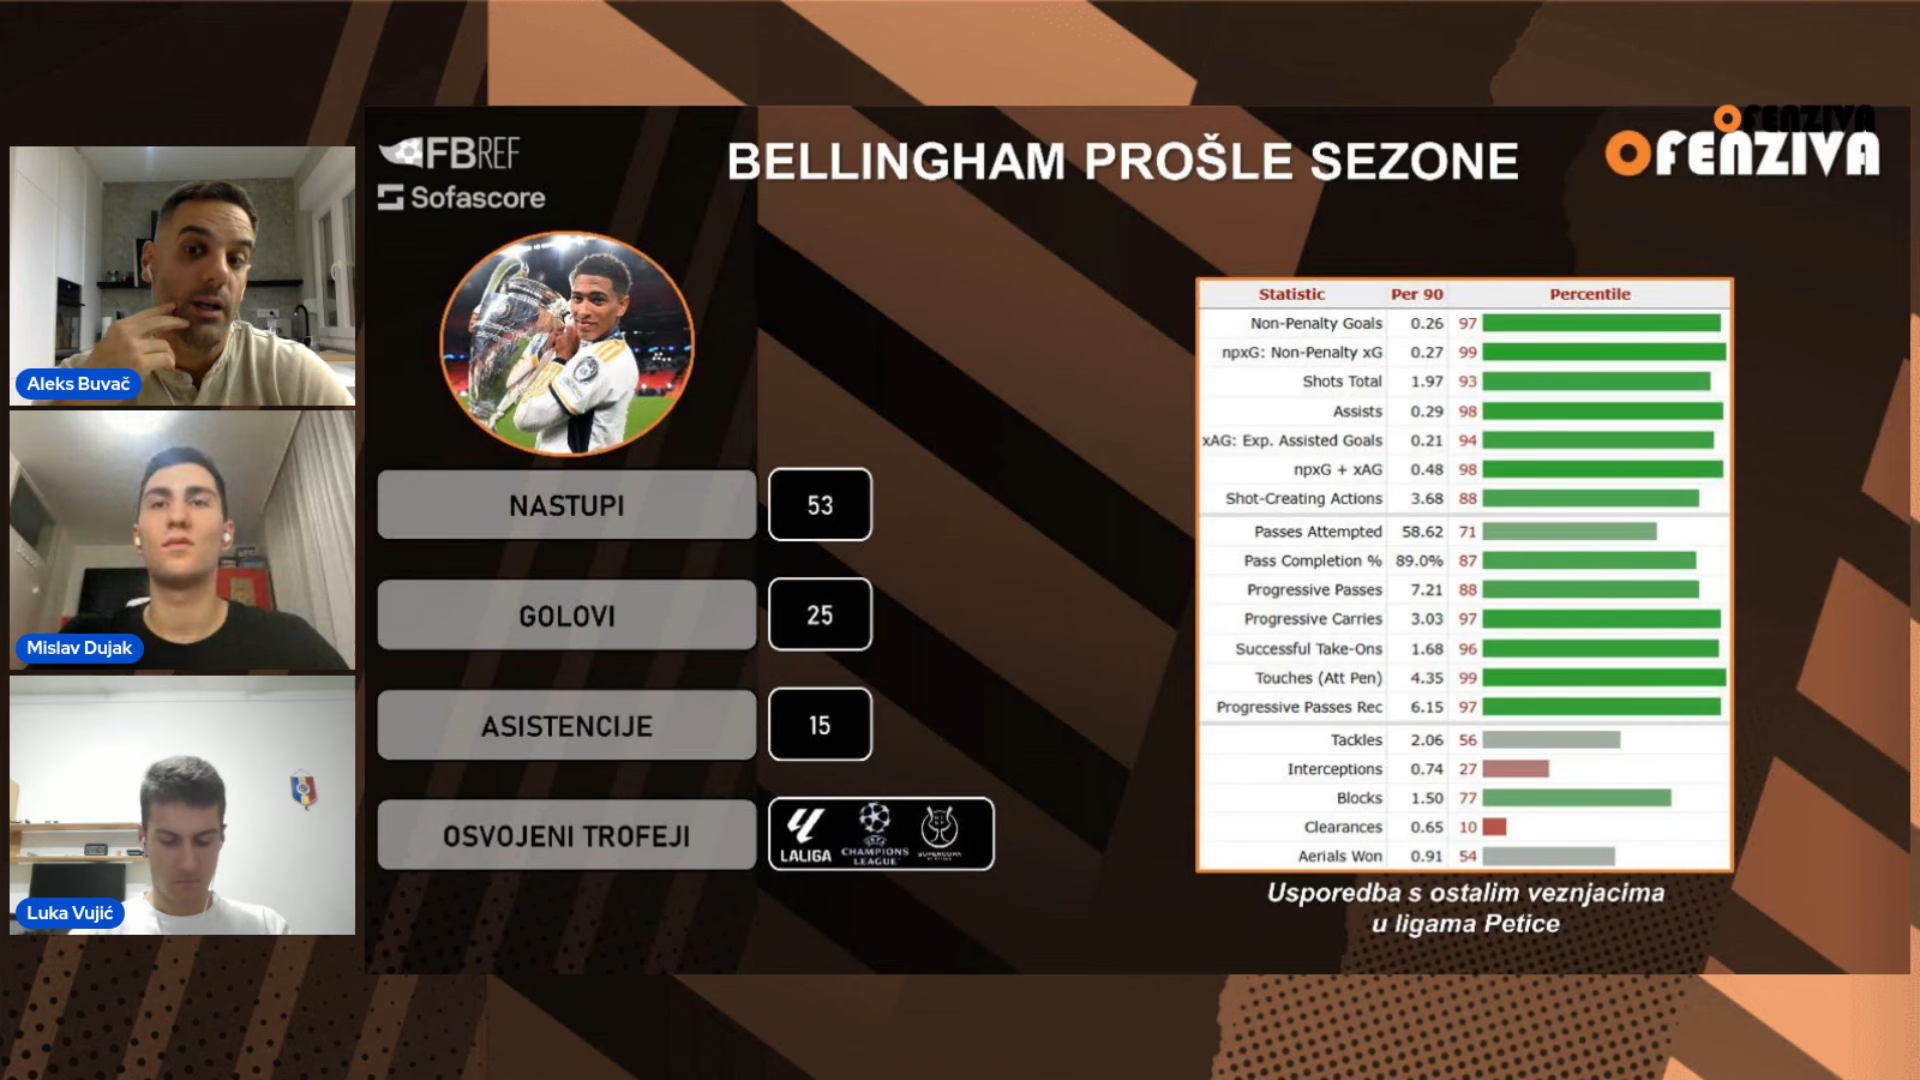 FBREF
Sofascore
BELLINGHAM PROŠLE SEZONE
OFENZIVA
OFENZIVA
Aleks Buvač
Mislav Dujak
Luka Vujić
NASTUPI 53
GOLOVI 25
ASISTENCIJE 15
OSVOJENI TROFEJI
LALIGA
CHAMPIONS
LEAGUE
Statistic Per 90 Percentile
Non-Penalty Goals 0.26 97
npxG: Non-Penalty xG 0.27 99
Shots Total 1.97 93
Assists 0.29 98
xAG: Exp. Assisted Goals 0.21 94
npxG + xAG 0.48 98
Shot-Creating Actions 3.68 88
Passes Attempted 58.62 71
Pass Completion % 89.0% 87
Progressive Passes 7.21 88
Progressive Carries 3.03 97
Successful Take-Ons 1.68 96
Touches (Att Pen) 4.35 99
Progressive Passes Rec 6.15 97
Tackles 2.06 56
Interceptions 0.74 27
Blocks 1.50 77
Clearances 0.65 10
Aerials Won 0.91 54
Usporedba s ostalim veznjacima
u ligama Petice